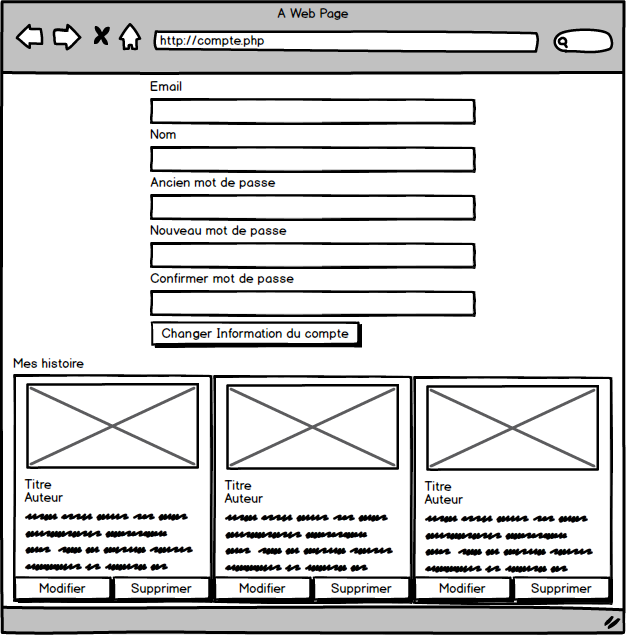 A Web Page
http://compte.php
Email
Nom
Ancien mot de passe
Nouveau mot de passe
Confirmer mot de passe
Changer Information du compte
Mes histoire
Titre
Auteur
Modifier
Supprimer
Titre
Auteur
Modifier
Supprimer
Titre
Auteur
Modifier
Supprimer